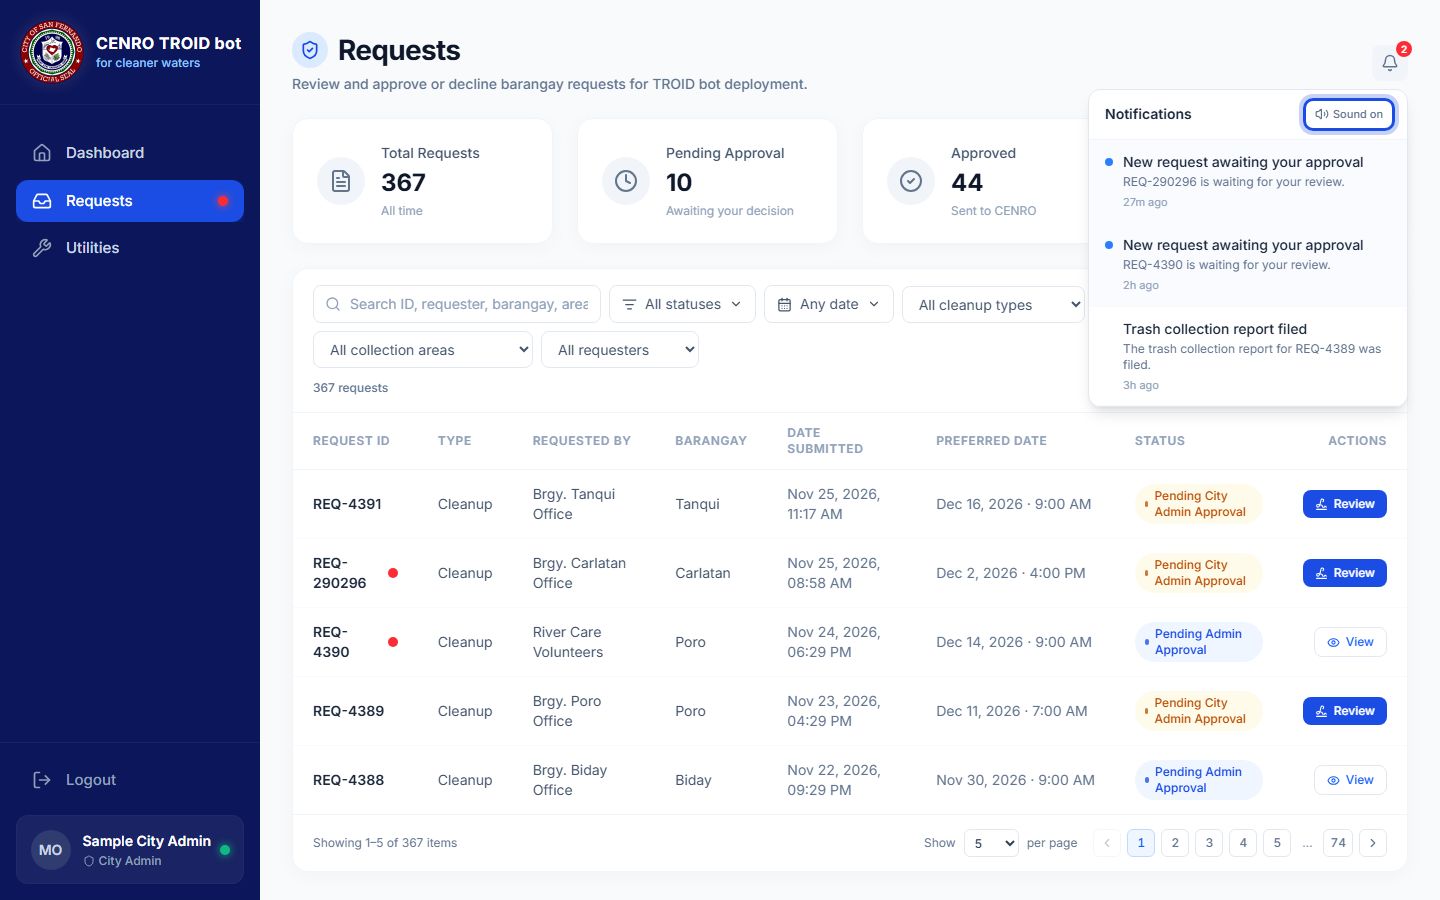 CITY OF SAN FERNANDO
OFFICIAL SEAL
CENRO TROID bot
for cleaner waters
Dashboard
Requests
Utilities
Logout
MO
Sample City Admin
City Admin
Requests
Review and approve or decline barangay requests for TROID bot deployment.
2
Total Requests
367
All time
Pending Approval
10
Awaiting your decision
Approved
44
Sent to CENRO
Notifications
Sound on
New request awaiting your approval
REQ-290296 is waiting for your review.
27m ago
New request awaiting your approval
REQ-4390 is waiting for your review.
2h ago
Trash collection report filed
The trash collection report for REQ-4389 was
filed.
3h ago
Search ID, requester, barangay, area
All statuses
Any date
All cleanup types
All collection areas
All requesters
367 requests
REQUEST ID TYPE REQUESTED BY BARANGAY DATE SUBMITTED PREFERRED DATE STATUS ACTIONS
REQ-4391 Cleanup Brgy. Tanqui Office Tanqui Nov 25, 2026, 11:17 AM Dec 16, 2026 · 9:00 AM Pending City Admin Approval Review
REQ-290296 Cleanup Brgy. Carlatan Office Carlatan Nov 25, 2026, 08:58 AM Dec 2, 2026 · 4:00 PM Pending City Admin Approval Review
REQ-4390 Cleanup River Care Volunteers Poro Nov 24, 2026, 06:29 PM Dec 14, 2026 · 9:00 AM Pending Admin Approval View
REQ-4389 Cleanup Brgy. Poro Office Poro Nov 23, 2026, 04:29 PM Dec 11, 2026 · 7:00 AM Pending City Admin Approval Review
REQ-4388 Cleanup Brgy. Biday Office Biday Nov 22, 2026, 09:29 PM Nov 30, 2026 · 9:00 AM Pending Admin Approval View
Showing 1–5 of 367 items
Show 5 per page
1 2 3 4 5 … 74